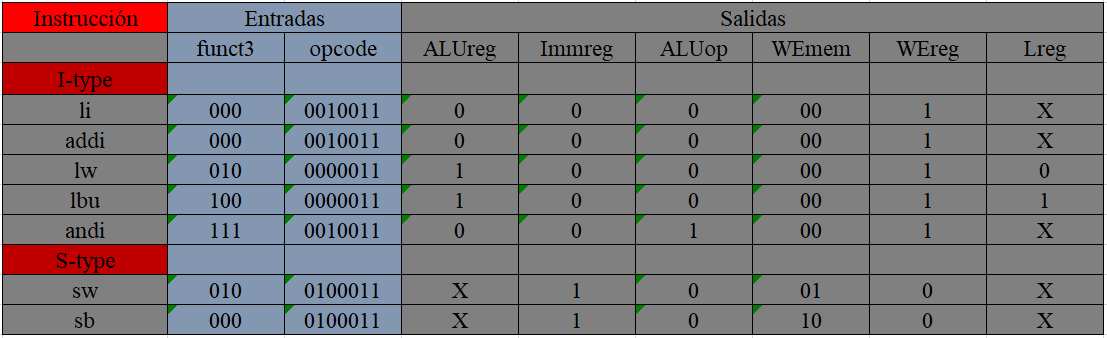 Instrucción Entradas Salidas
funct3 opcode ALUreg Immreg ALUop WEmem WEreg Lreg
I-type
li 000 0010011 0 0 0 00 1 X
addi 000 0010011 0 0 0 00 1 X
lw 010 0000011 1 0 0 00 1 0
lbu 100 0000011 1 0 0 00 1 1
andi 111 0010011 0 0 1 00 1 X
S-type
sw 010 0100011 X 1 0 01 0 X
sb 000 0100011 X 1 0 10 0 X